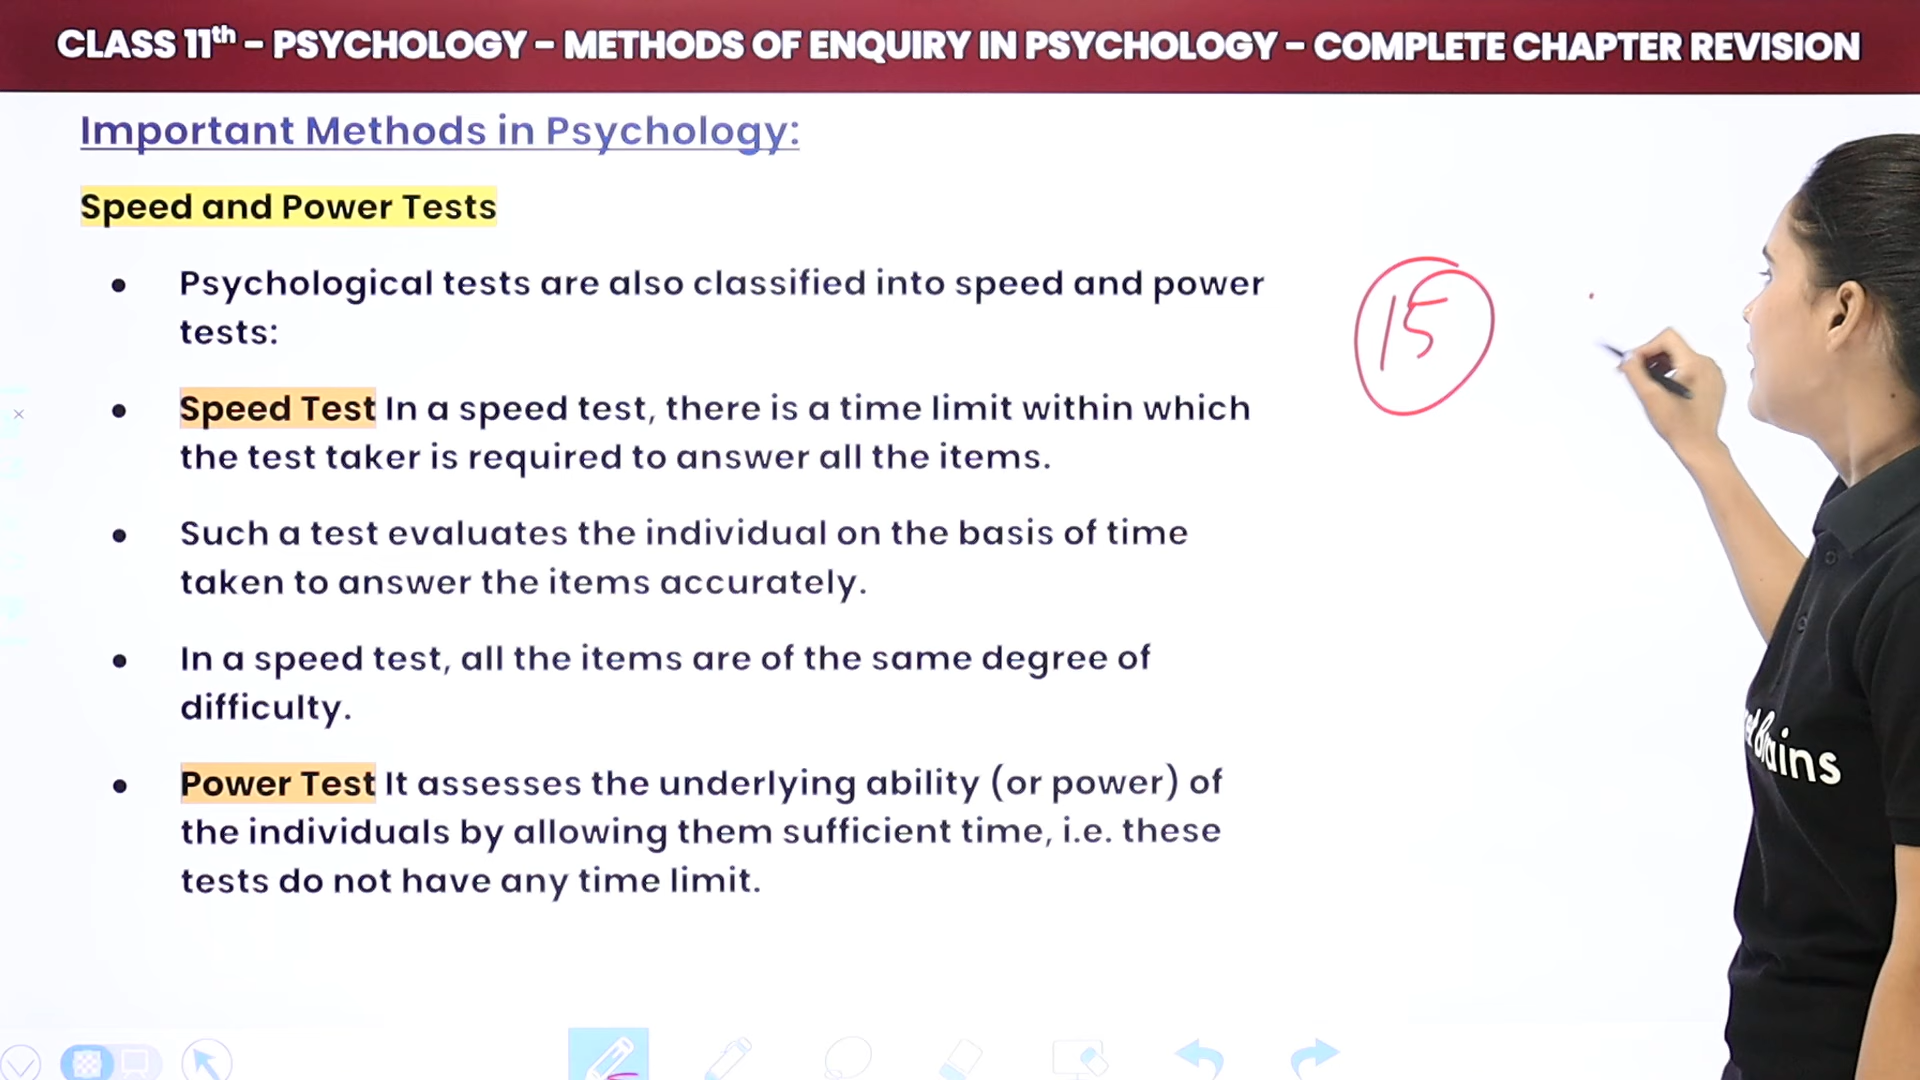 CLASS 11th – PSYCHOLOGY – METHODS OF ENQUIRY IN PSYCHOLOGY – COMPLETE CHAPTER REVISION
Important Methods in Psychology:
Speed and Power Tests
• Psychological tests are also classified into speed and power
tests:
15
• Speed Test In a speed test, there is a time limit within which
the test taker is required to answer all the items.
• Such a test evaluates the individual on the basis of time
taken to answer the items accurately.
• In a speed test, all the items are of the same degree of
difficulty.
• Power Test It assesses the underlying ability (or power) of
the individuals by allowing them sufficient time, i.e. these
tests do not have any time limit.